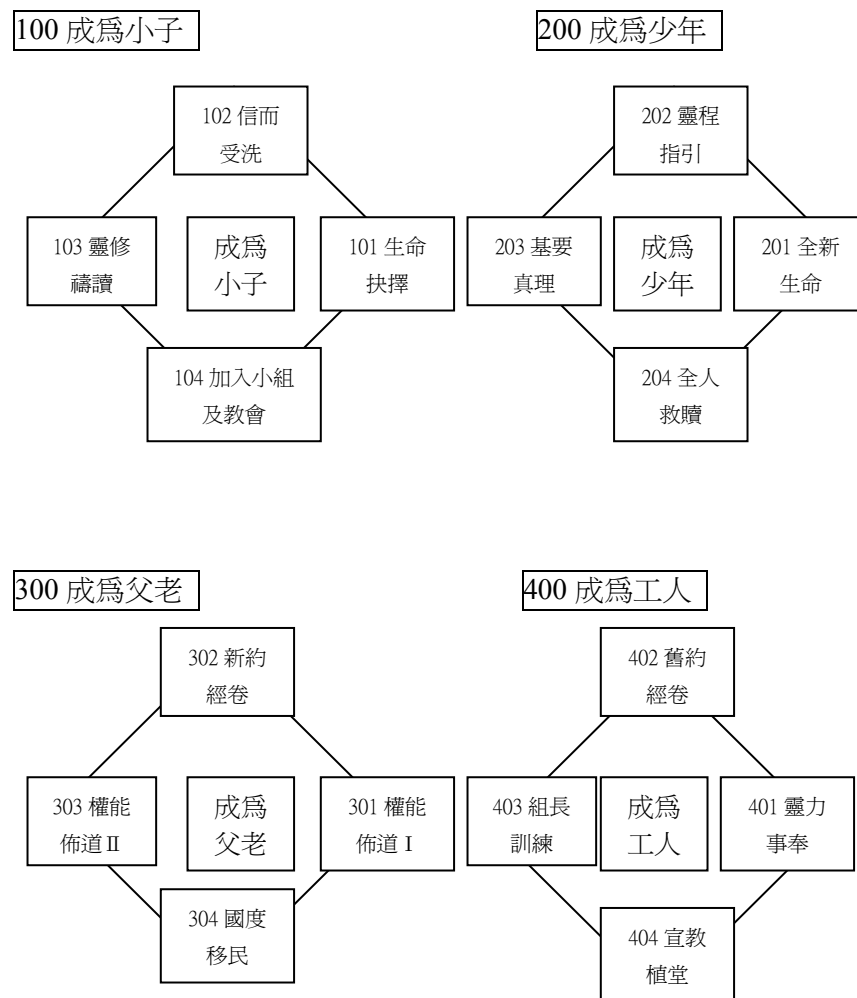 100 成爲小子
102 信而
受洗
103 靈修
禱讀
成爲
小子
101 生命
抉擇
104 加入小組
及教會
200 成爲少年
202 靈程
指引
203 基要
真理
成爲
少年
201 全新
生命
204 全人
救贖
300 成爲父老
302 新約
經卷
303 權能
佈道Ⅱ
成爲
父老
301 權能
佈道Ⅰ
304 國度
移民
400 成爲工人
402 舊約
經卷
403 組長
訓練
成爲
工人
401 靈力
事奉
404 宣教
植堂